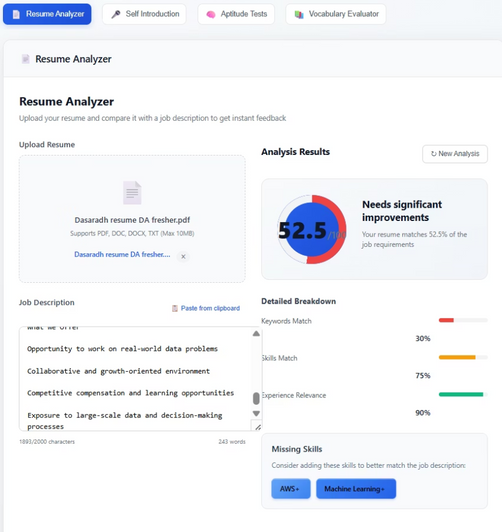 Resume Analyzer
Self Introduction
Aptitude Tests
Vocabulary Evaluator
Resume Analyzer
Resume Analyzer
Upload your resume and compare it with a job description to get instant feedback
Upload Resume
Dasaradh resume DA fresher.pdf
Supports PDF, DOC, DOCX, TXT (Max 10MB)
Dasaradh resume DA fresher....
×
Job Description
Paste from clipboard
what we offer
Opportunity to work on real-world data problems
Collaborative and growth-oriented environment
Competitive compensation and learning opportunities
Exposure to large-scale data and decision-making
processes
1893/2000 characters
243 words
Analysis Results
↻ New Analysis
52.5
Needs significant
improvements
Your resume matches 52.5% of the
job requirements
Detailed Breakdown
Keywords Match
30%
Skills Match
75%
Experience Relevance
90%
Missing Skills
Consider adding these skills to better match the job description:
AWS+
Machine Learning+